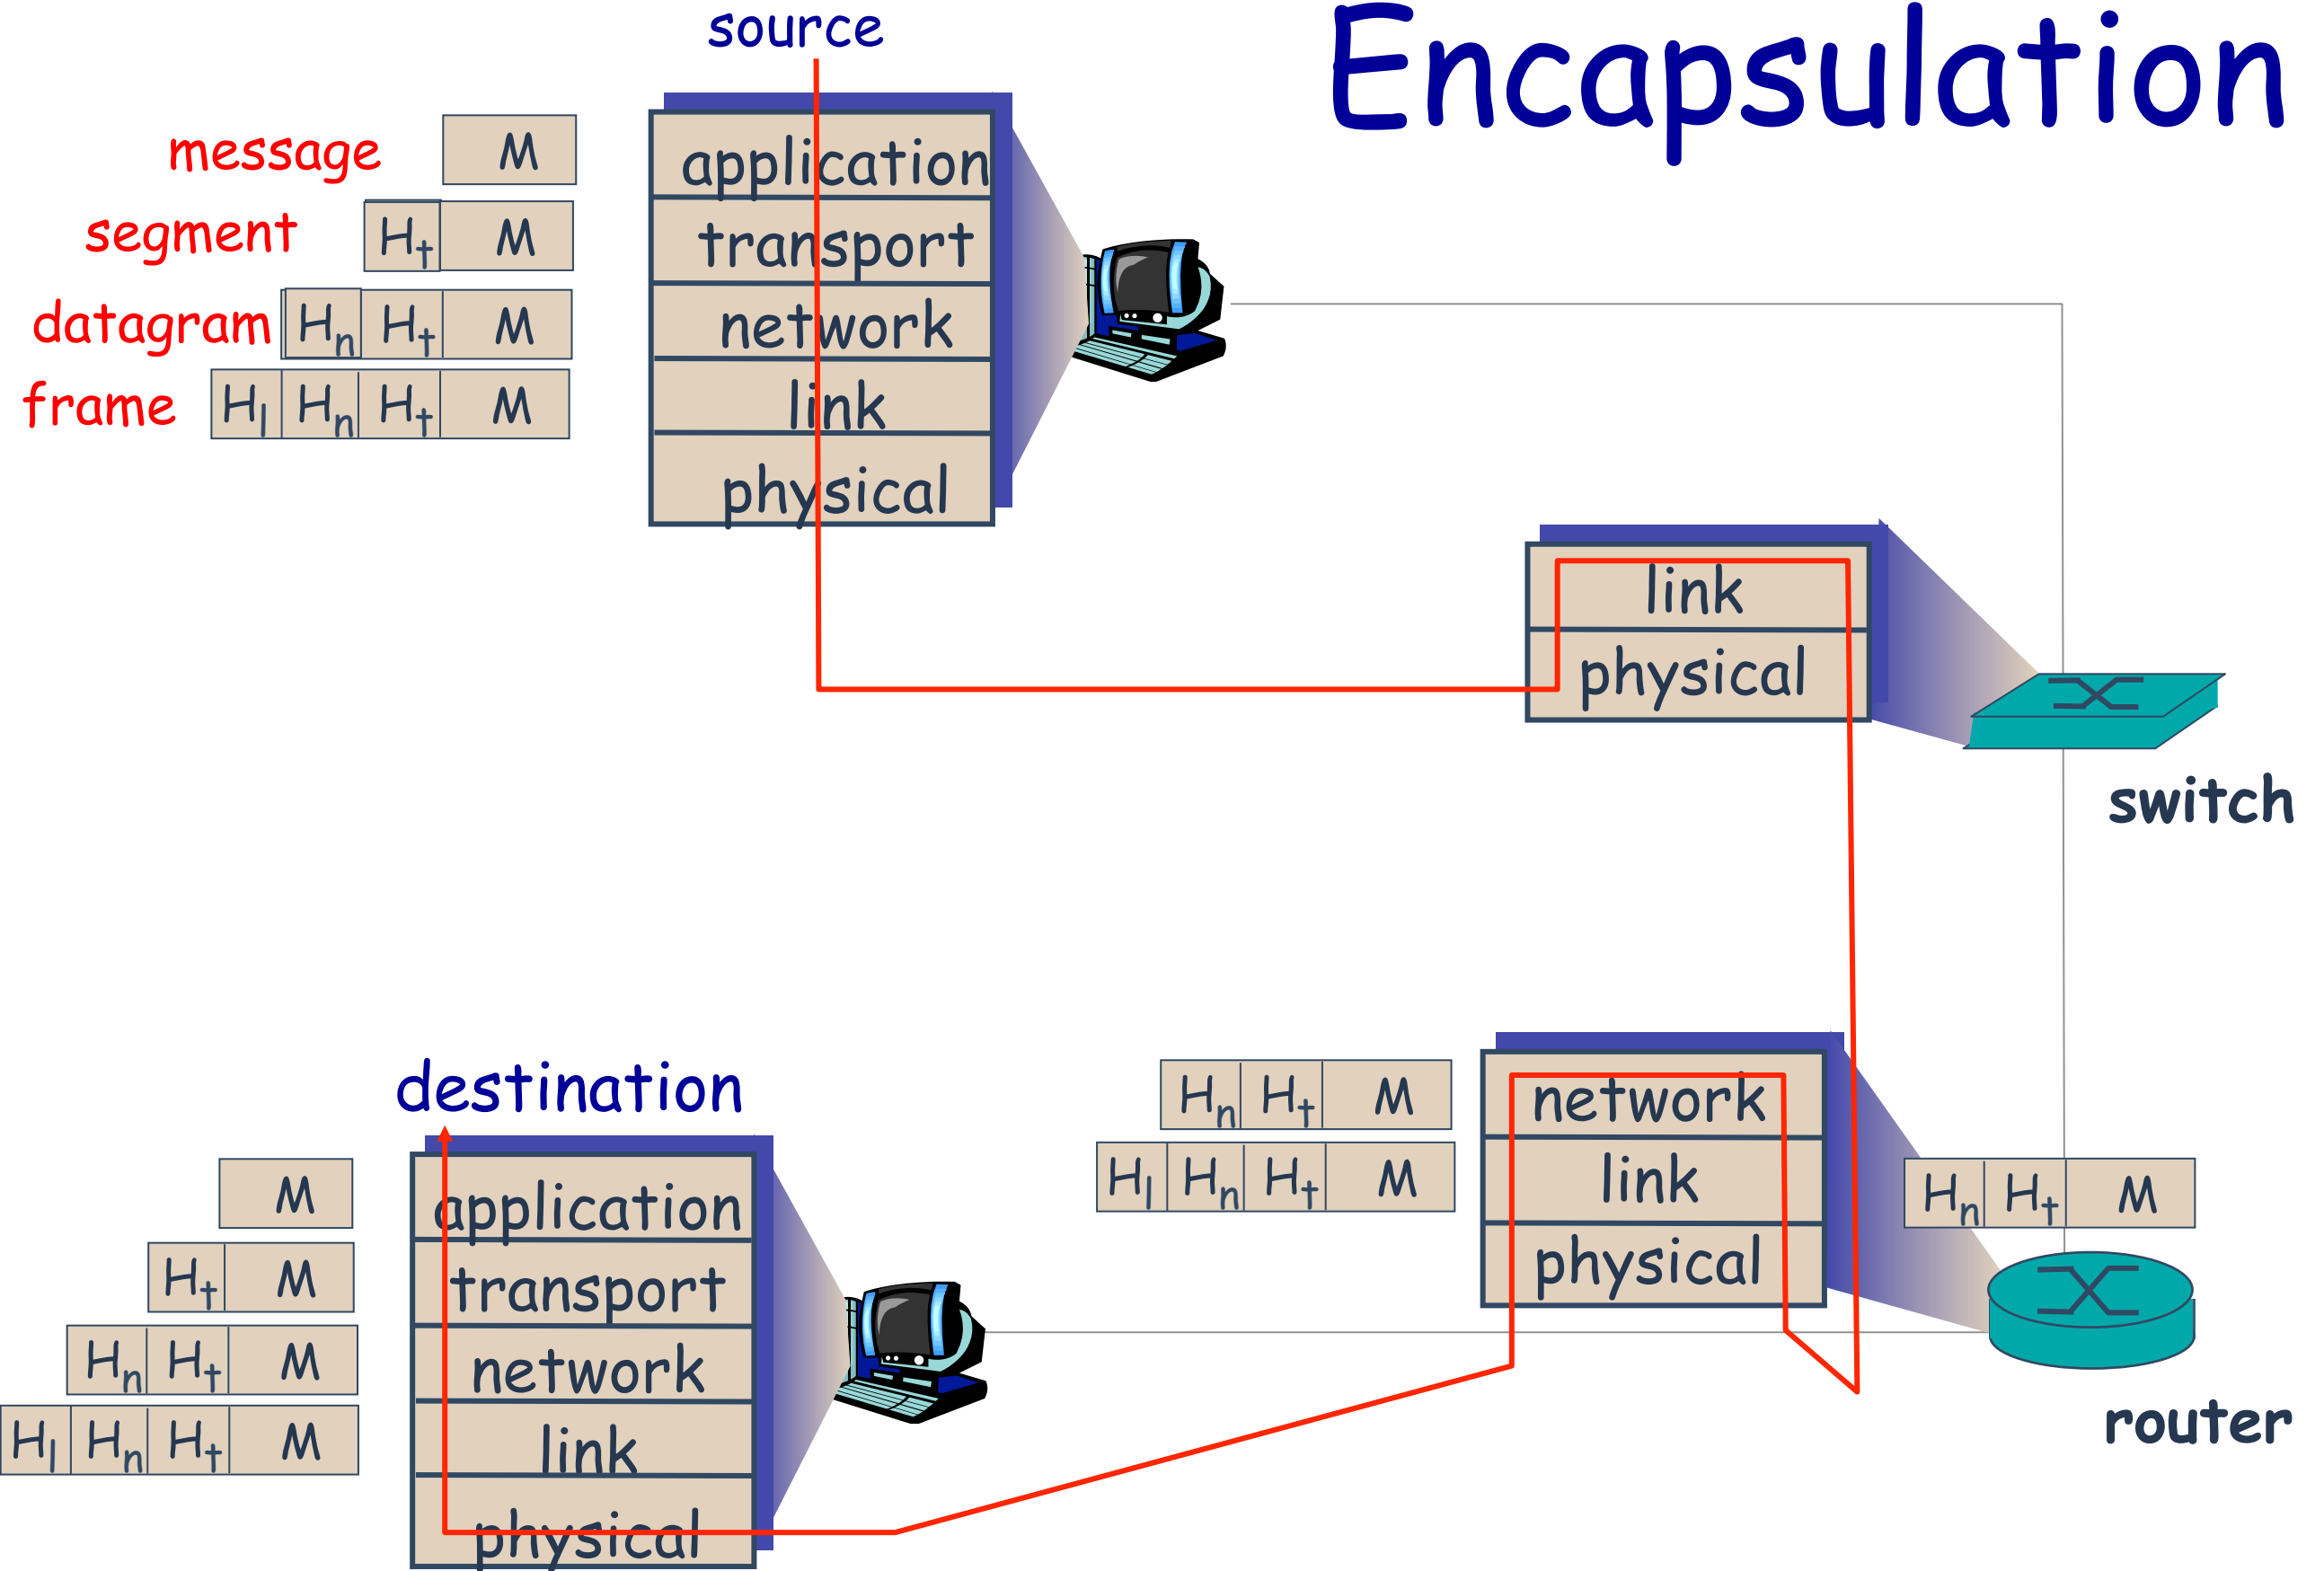 source
Encapsulation
message M
segment Ht M
datagram Hn Ht M
frame Hl Hn Ht M
application
transport
network
link
physical
link
physical
switch
destination
M
Ht M
Hn Ht M
Hl Hn Ht M
application
transport
network
link
physical
Hn Ht M
Hl Hn Ht M
network
link
physical
Hn Ht M
router